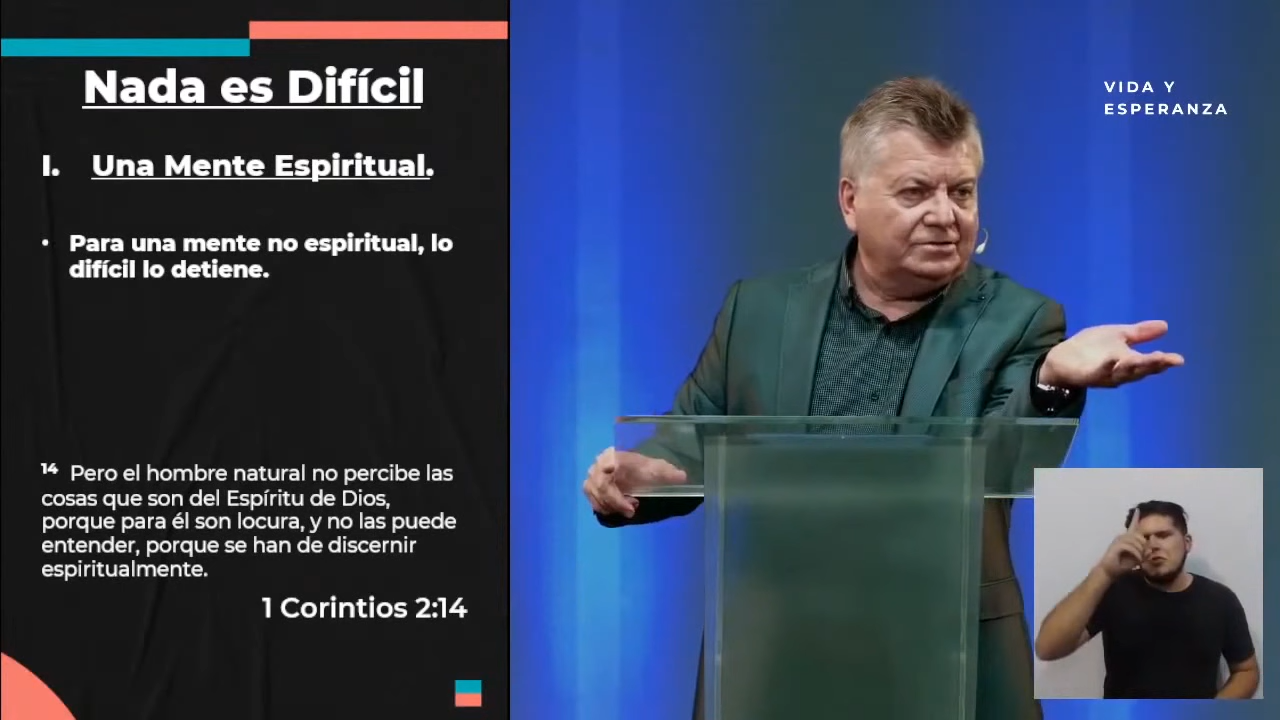 Nada es Difícil
I. Una Mente Espiritual.
• Para una mente no espiritual, lo
difícil lo detiene.
14 Pero el hombre natural no percibe las
cosas que son del Espíritu de Dios,
porque para él son locura, y no las puede
entender, porque se han de discernir
espiritualmente.
1 Corintios 2:14
VIDA Y
ESPERANZA